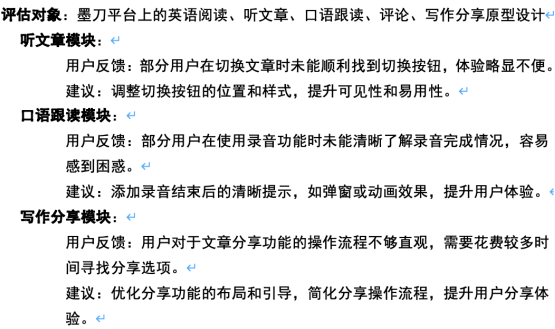 评估对象：墨刀平台上的英语阅读、听文章、口语跟读、评论、写作分享原型设计
听文章模块：
用户反馈：部分用户在切换文章时未能顺利找到切换按钮，体验略显不便。
建议：调整切换按钮的位置和样式，提升可见性和易用性。
口语跟读模块：
用户反馈：部分用户在使用录音功能时未能清晰了解录音完成情况，容易
感到困惑。
建议：添加录音结束后的清晰提示，如弹窗或动画效果，提升用户体验。
写作分享模块：
用户反馈：用户对于文章分享功能的操作流程不够直观，需要花费较多时
间寻找分享选项。
建议：优化分享功能的布局和引导，简化分享操作流程，提升用户分享体
验。